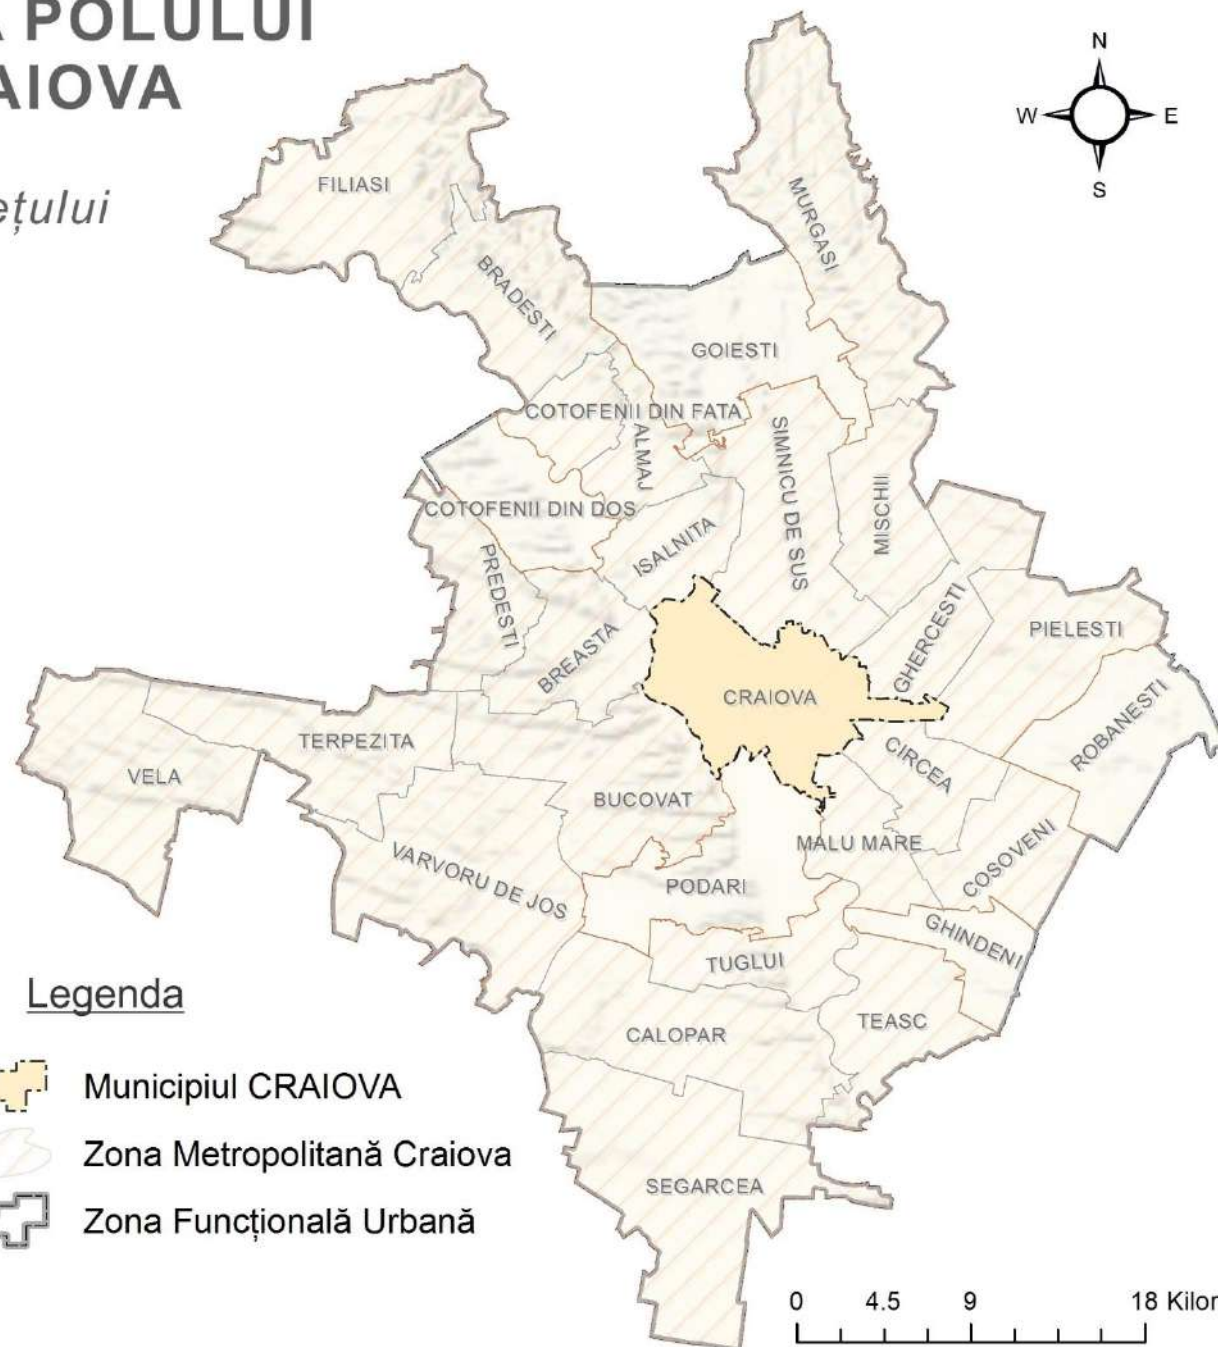 A POLULUI
AIOVA
ețului
N
W
E
S
FILIASI
MURGASI
BRADESTI
GOIESTI
COTOFENII DIN FATA
ALMAJ
SIMNICU DE SUS
MISCHII
COTOFENII DIN DOS
ISALNITA
PREDESTI
GHERCESTI
PIELESTI
BREASTA
CRAIOVA
ROBANESTI
TERPEZITA
CIRCEA
VELA
BUCOVAT
MALU MARE
VARVORU DE JOS
PODARI
COSOVENI
GHINDENI
TUGLUI
TEASC
CALOPAR
SEGARCEA
Legenda
Municipiul CRAIOVA
Zona Metropolitană Craiova
Zona Funcțională Urbană
0 4.5 9 18 Kilor